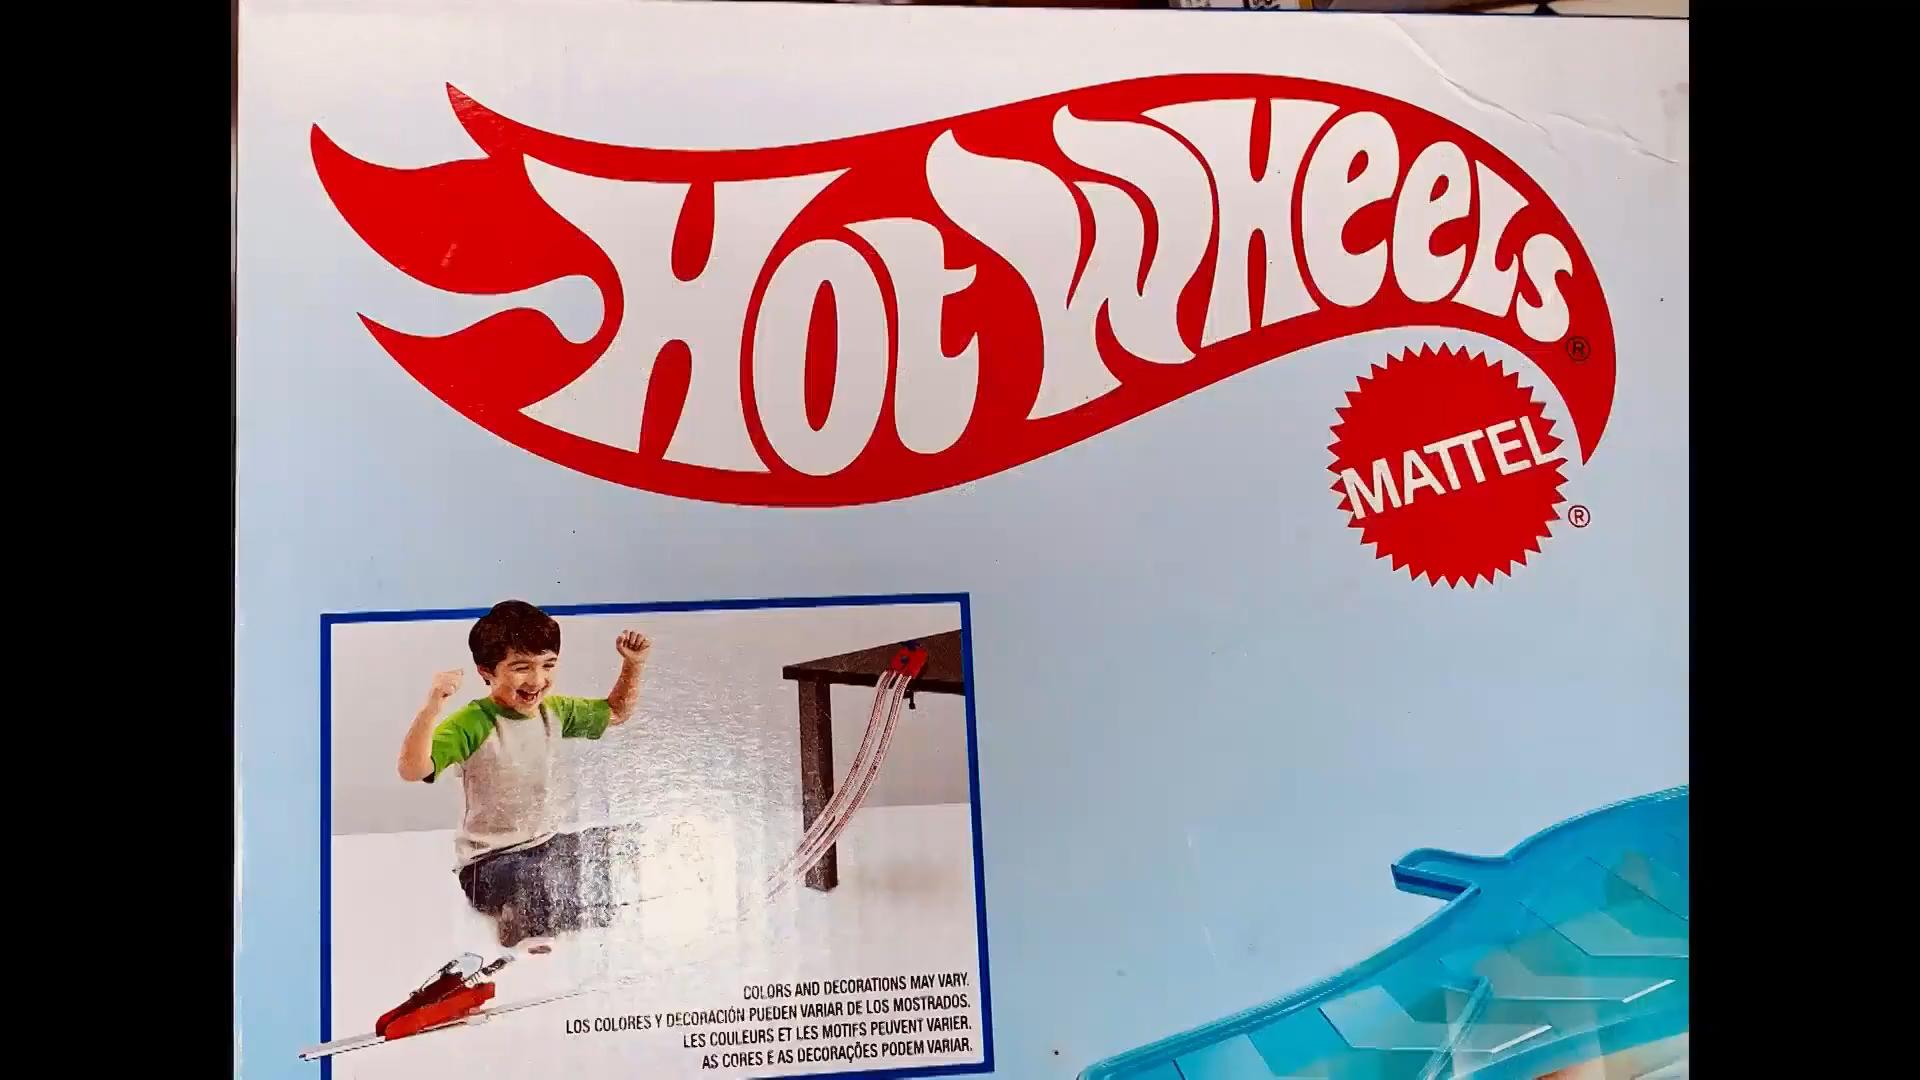 Hot Wheels®
MATTEL
®
COLORS AND DECORATIONS MAY VARY.
LOS COLORES Y DECORACIÓN PUEDEN VARIAR DE LOS MOSTRADOS.
LES COULEURS ET LES MOTIFS PEUVENT VARIER.
AS CORES E AS DECORAÇÕES PODEM VARIAR.